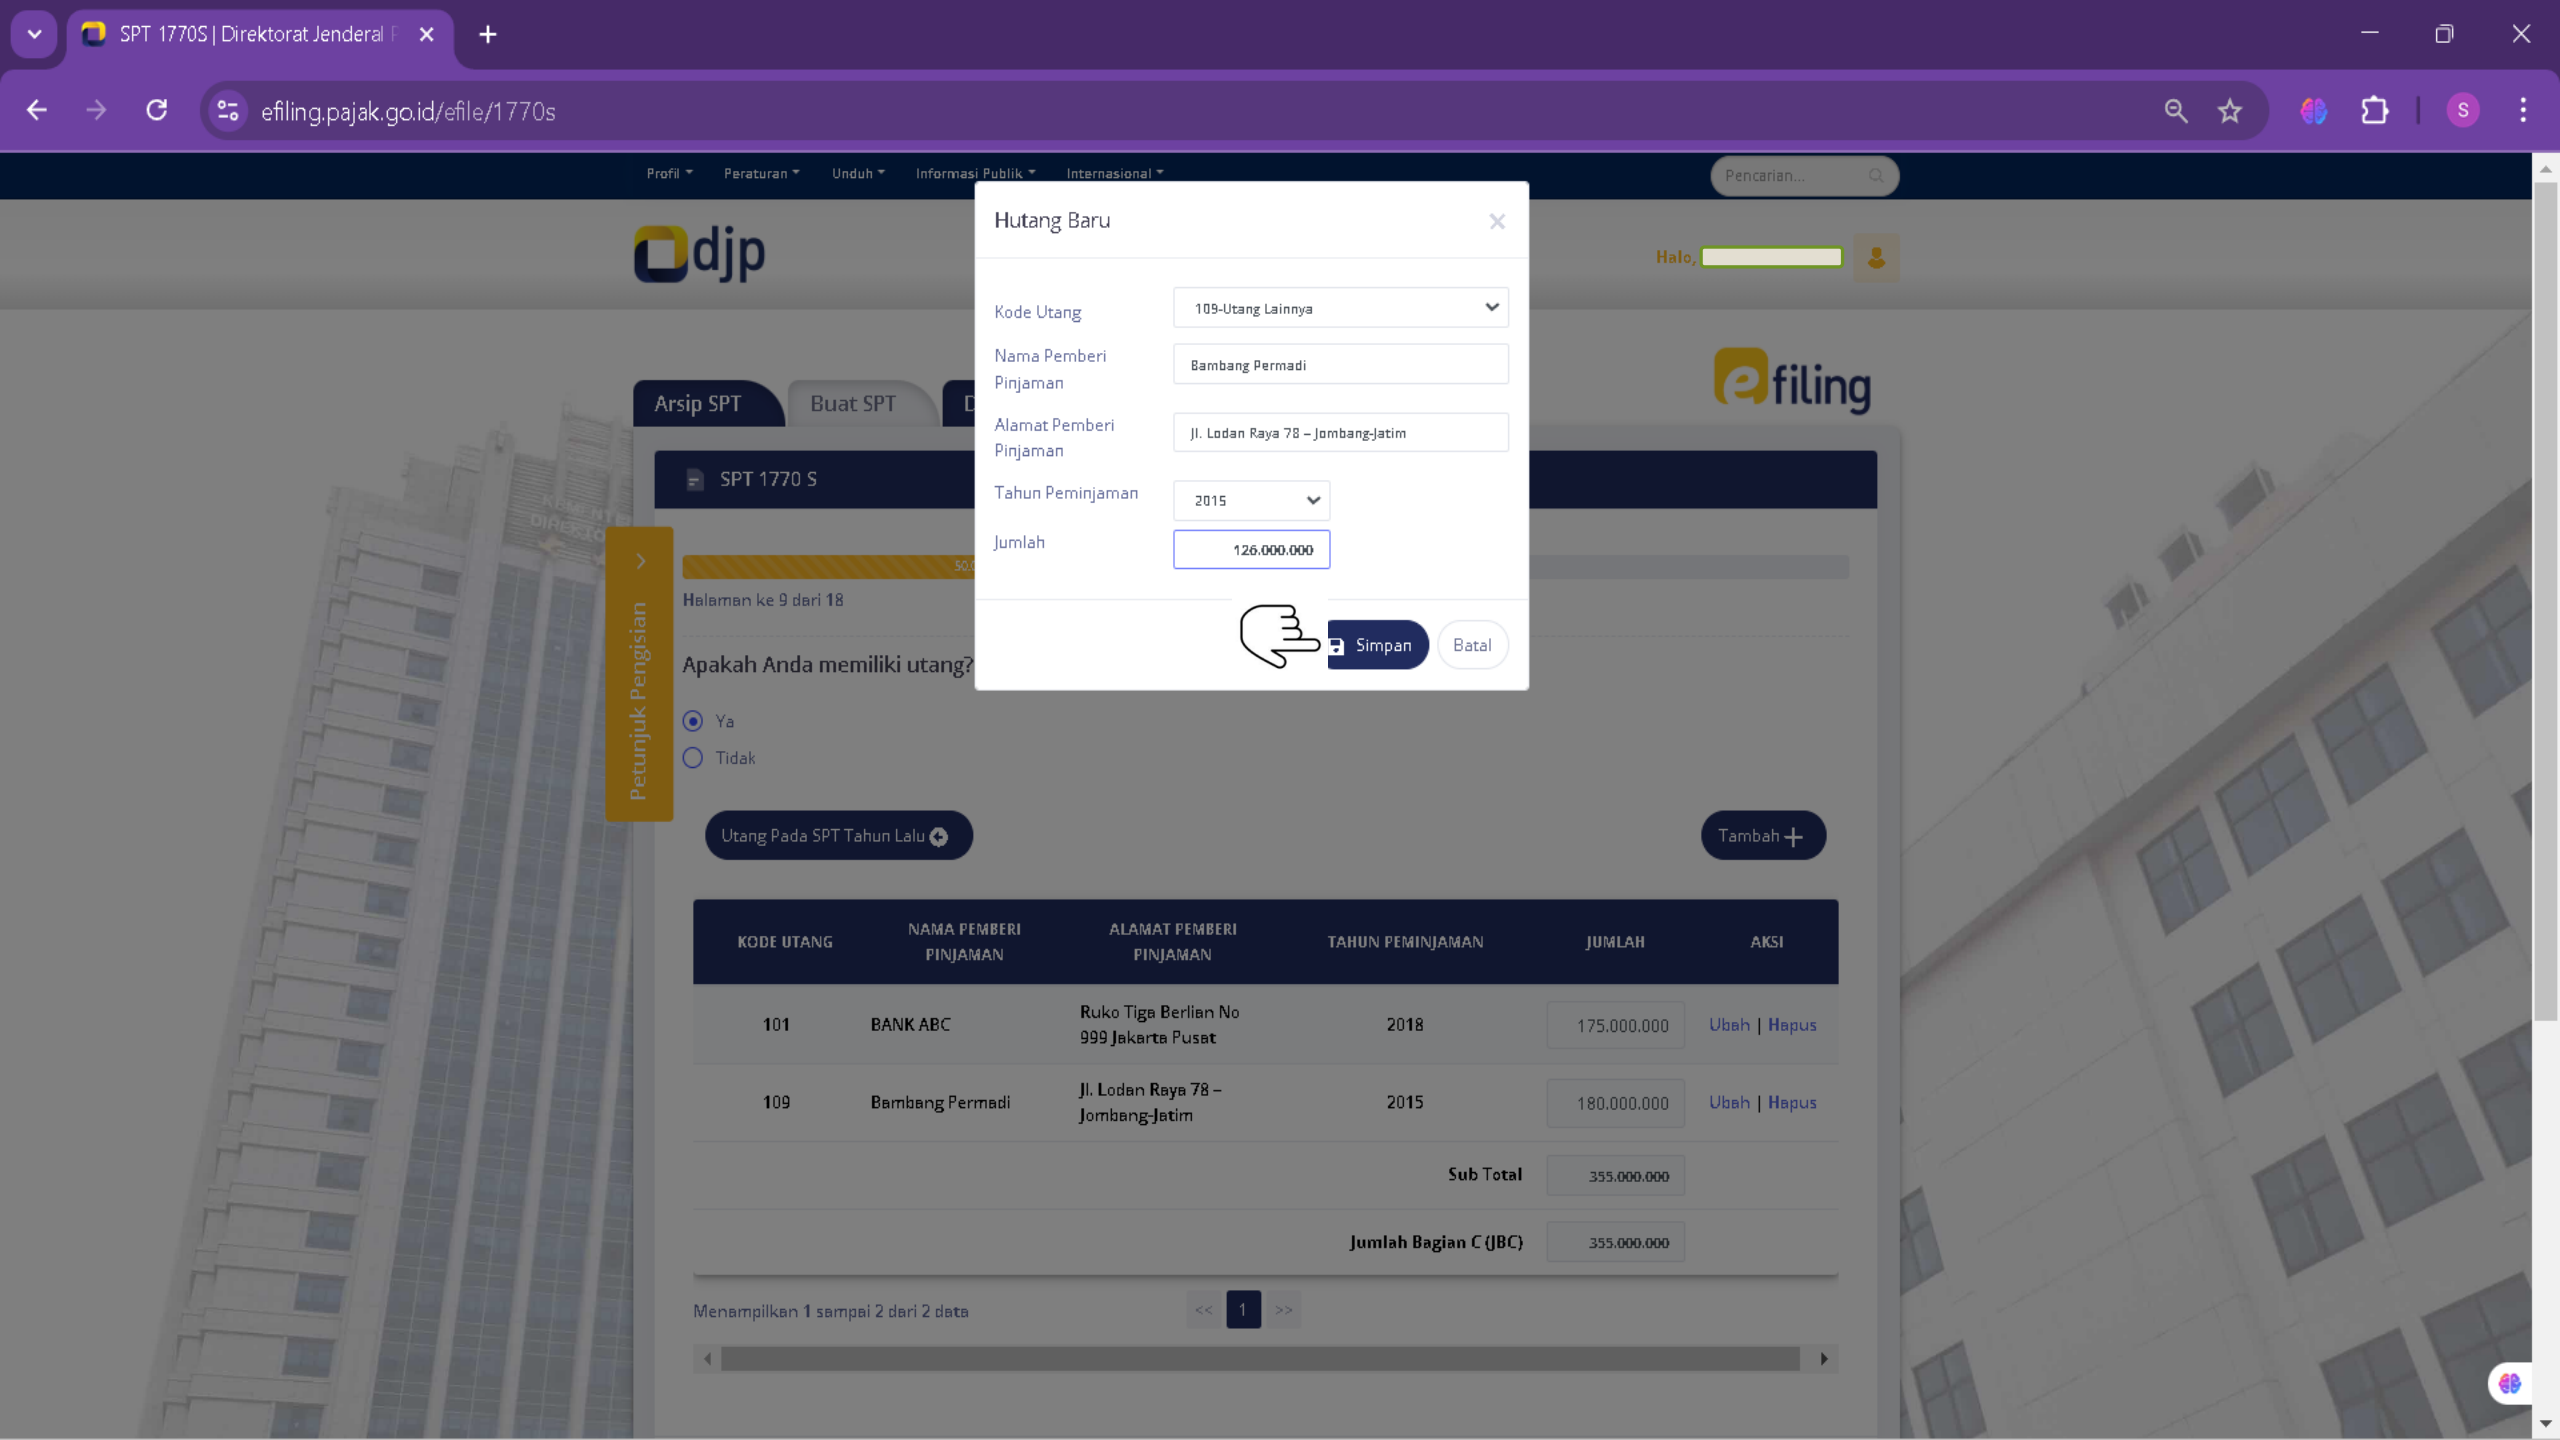 SPT 1770S | Direktorat Jenderal P
efiling.pajak.go.id/efile/1770s
S
Profil Peraturan Unduh Informasi Publik Internasional
Pencarian...
djp
Halo,
Hutang Baru
Kode Utang
109-Utang Lainnya
Nama Pemberi
Pinjaman
Bambang Permadi
Alamat Pemberi
Pinjaman
Jl. Lodan Raya 78 – Jombang-Jatim
Tahun Peminjaman
2015
Jumlah
126.000.000
Simpan Batal
efiling
Arsip SPT Buat SPT D
SPT 1770 S
50.0
Halaman ke 9 dari 18
Petunjuk Pengisian
Apakah Anda memiliki utang?
Ya
Tidak
Utang Pada SPT Tahun Lalu
Tambah
KODE UTANG NAMA PEMBERI PINJAMAN ALAMAT PEMBERI PINJAMAN TAHUN PEMINJAMAN JUMLAH AKSI
101 BANK ABC Ruko Tiga Berlian No 999 Jakarta Pusat 2018 175.000.000 Ubah | Hapus
109 Bambang Permadi Jl. Lodan Raya 78 – Jombang-Jatim 2015 180.000.000 Ubah | Hapus
Sub Total 355.000.000
Jumlah Bagian C (JBC) 355.000.000
Menampilkan 1 sampai 2 dari 2 data
<< 1 >>